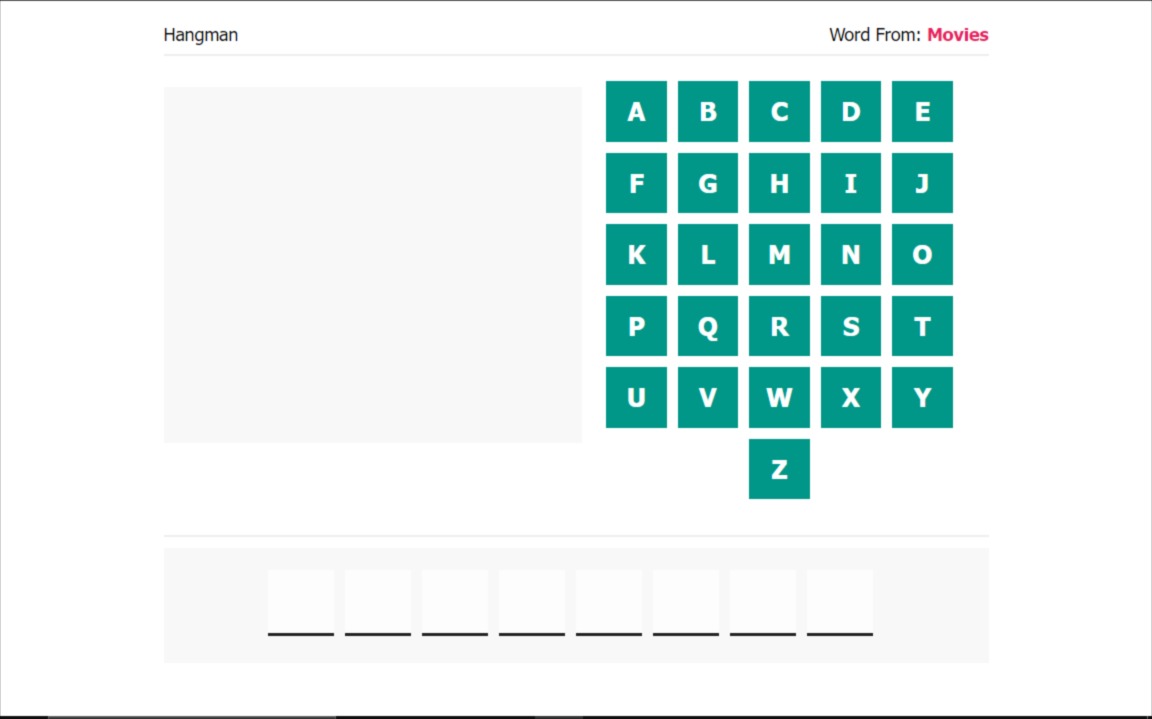 Hangman Word From: Movies
A B C D E
F G H I J
K L M N O
P Q R S T
U V W X Y
Z